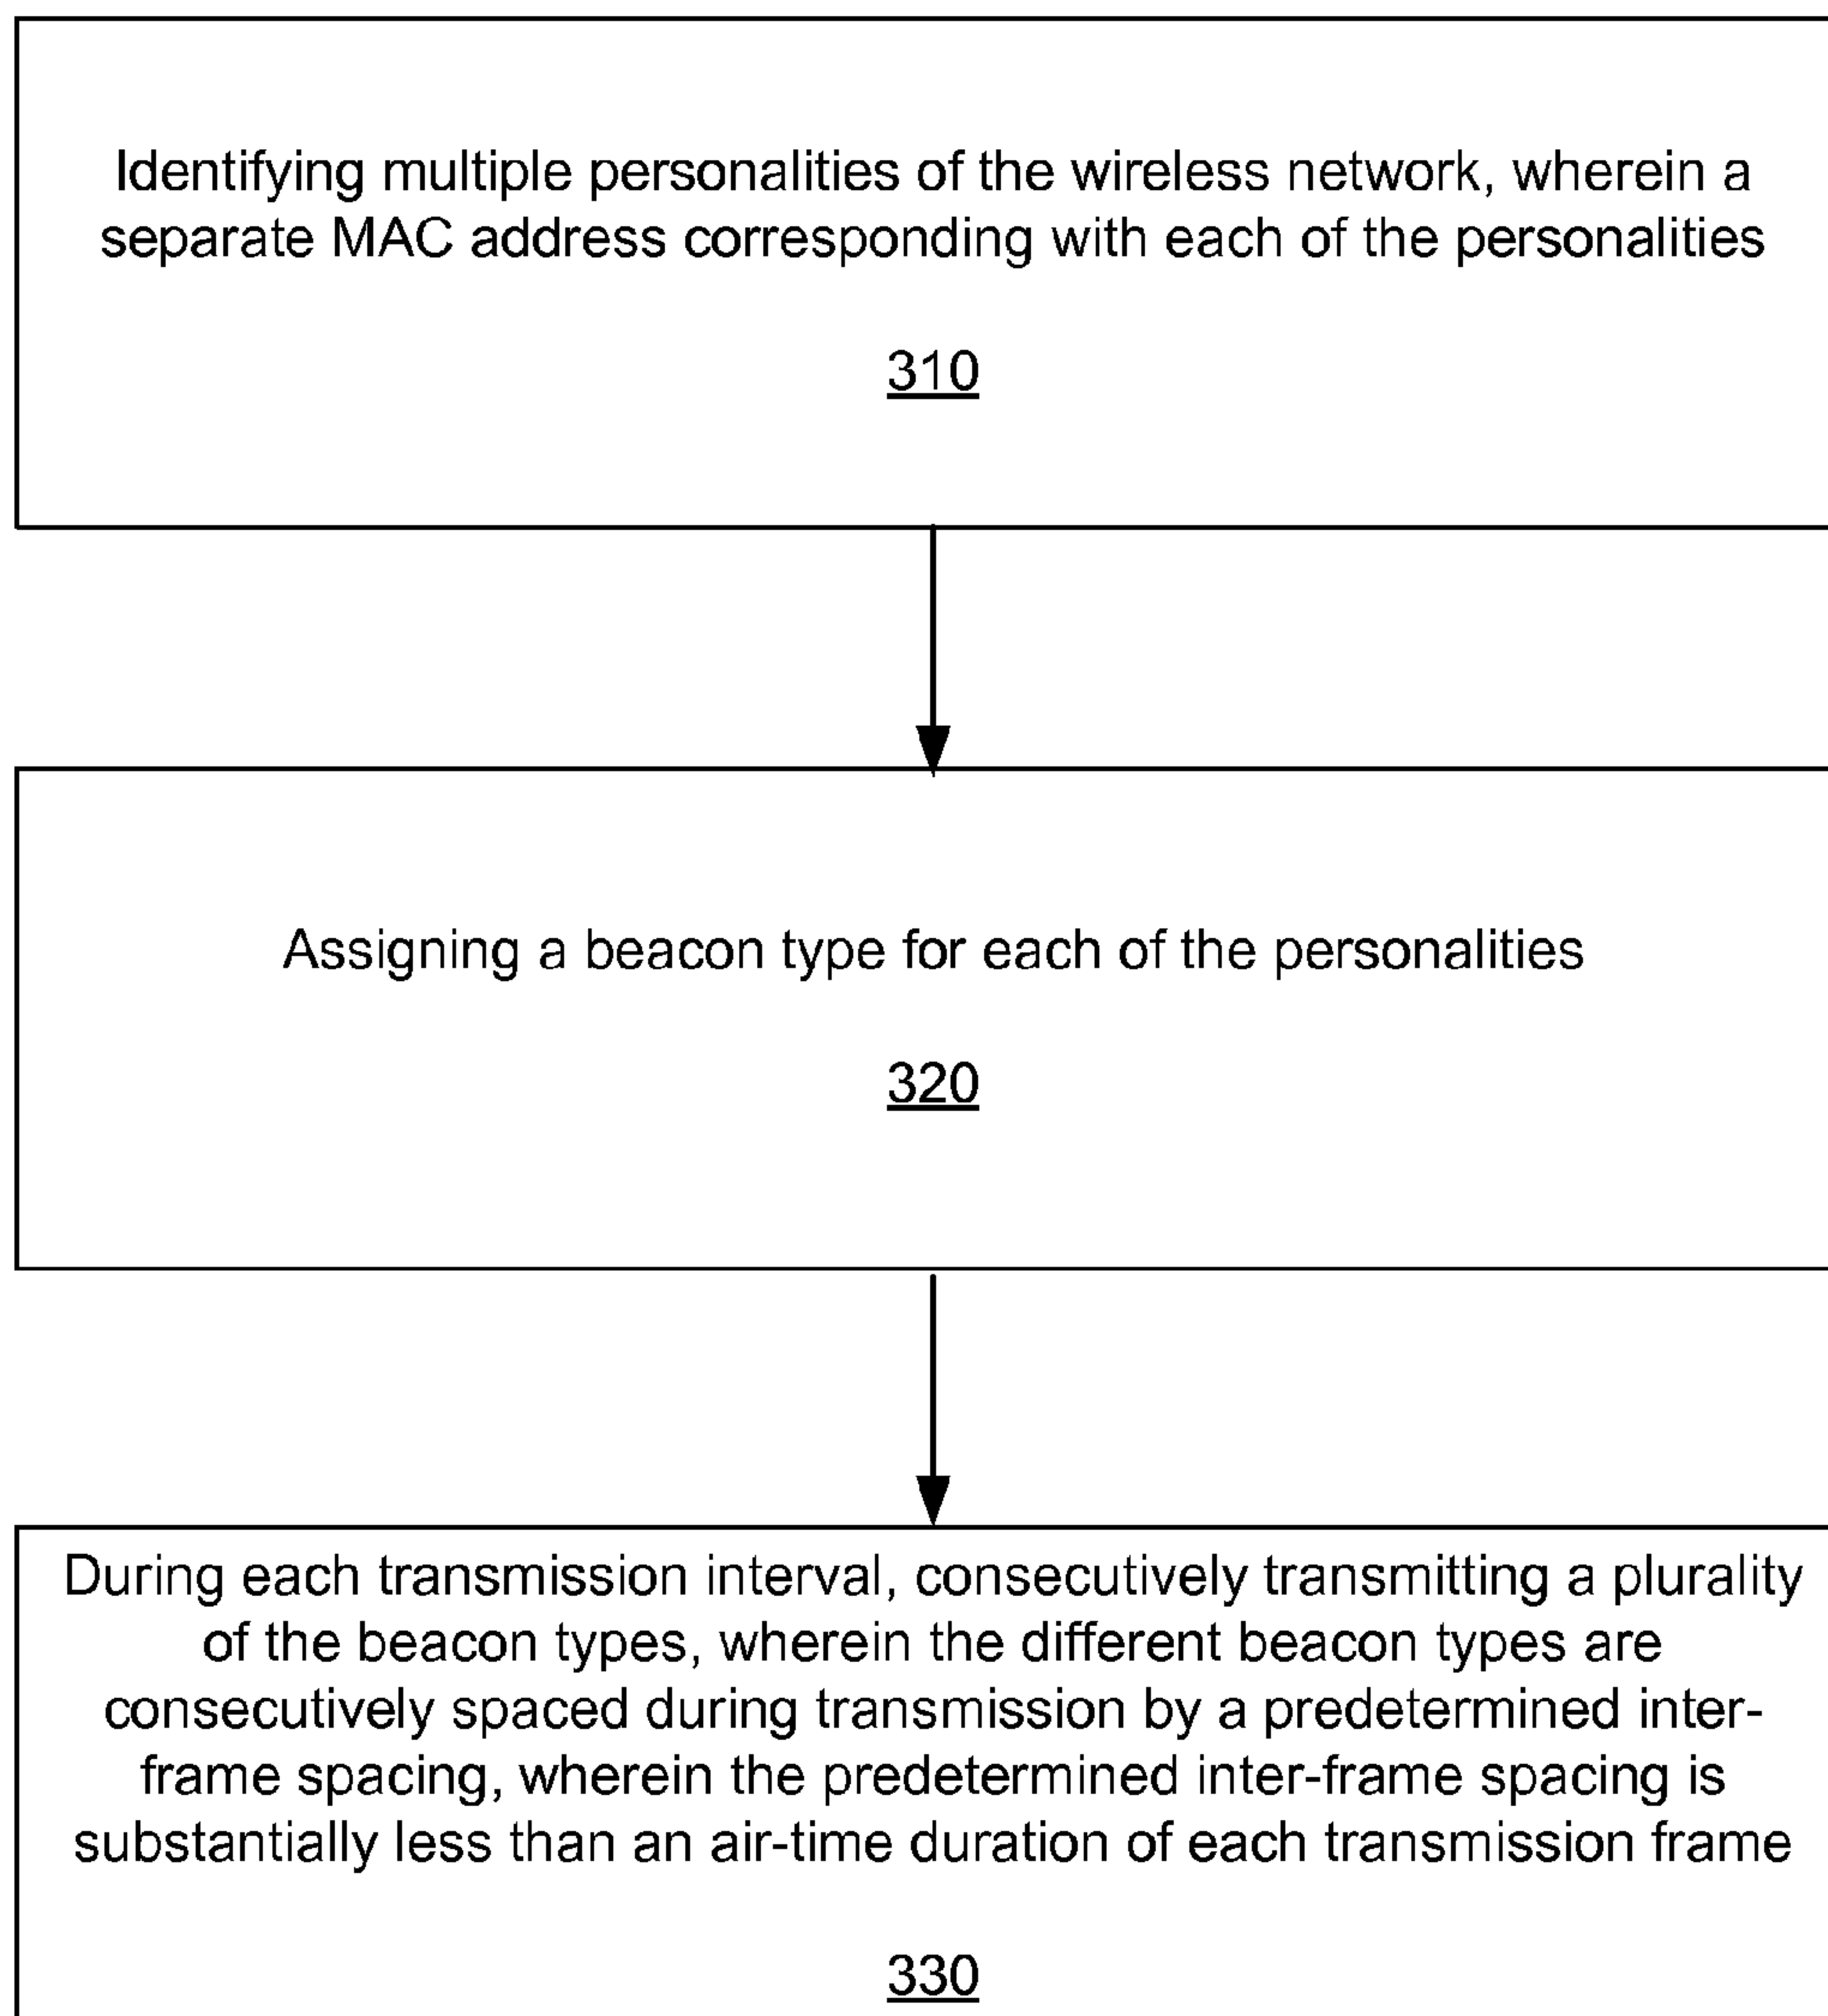 Identifying multiple personalities of the wireless network, wherein a
separate MAC address corresponding with each of the personalities
310
Assigning a beacon type for each of the personalities
320
During each transmission interval, consecutively transmitting a plurality
of the beacon types, wherein the different beacon types are
consecutively spaced during transmission by a predetermined inter-
frame spacing, wherein the predetermined inter-frame spacing is
substantially less than an air-time duration of each transmission frame
330